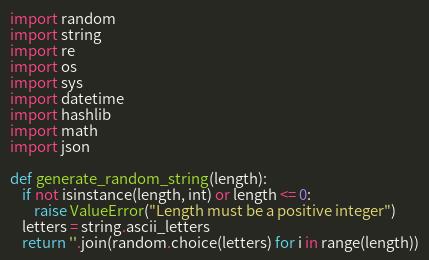 import random
import string
import re
import os
import sys
import datetime
import hashlib
import math
import json

def generate_random_string(length):
    if not isinstance(length, int) or length <= 0:
        raise ValueError("Length must be a positive integer")
    letters = string.ascii_letters
    return ''.join(random.choice(letters) for i in range(length))